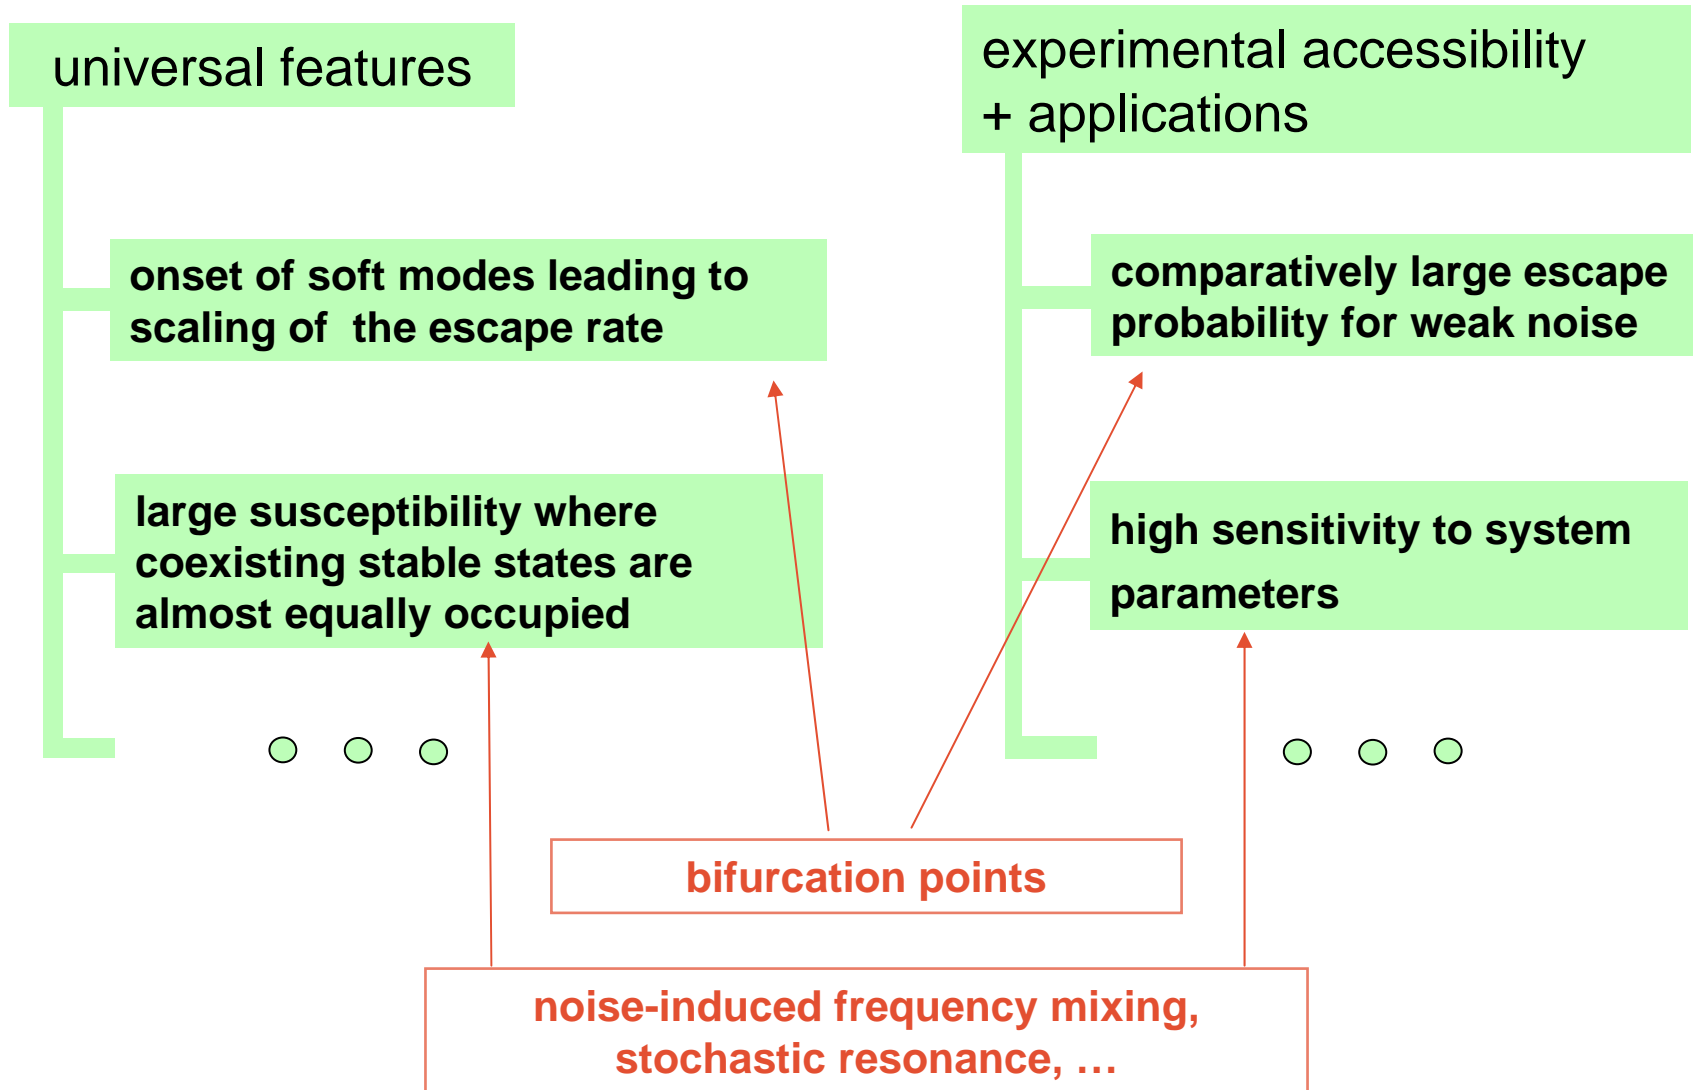 universal features
onset of soft modes leading to
scaling of the escape rate
large susceptibility where
coexisting stable states are
almost equally occupied
experimental accessibility
+ applications
comparatively large escape
probability for weak noise
high sensitivity to system
parameters
bifurcation points
noise-induced frequency mixing,
stochastic resonance, …